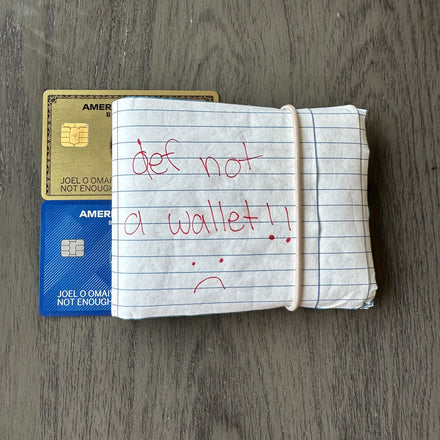 AMER
B
JOEL O OMAI
NOT ENOUGH
def not
a wallet!!
:(
AMER
B
JOEL O OMAI
NOT ENOUGH